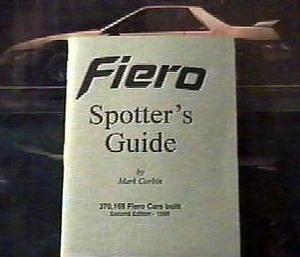 Fiero
Spotter's
Guide
by
Mark Corbin
370,168 Fiero Cars built
Second Edition - 1998